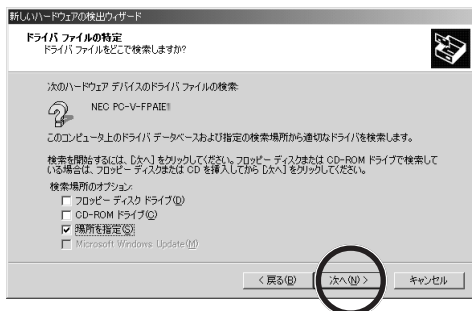 新しいハードウェアの検出ウィザード
ドライバ ファイルの特定
ドライバ ファイルをどこで検索しますか?
次のハードウェア デバイスのドライバ ファイルの検索:
NEC PC-V-FPAIE1
このコンピュータ上のドライバ データベースおよび指定の検索場所から適切なドライバを検索します。
検索を開始するには、[次へ] をクリックしてください。フロッピー ディスクまたは CD-ROM ドライブで検索して
いる場合は、フロッピー ディスクまたは CD を挿入してから [次へ] をクリックしてください。
検索場所のオプション:
フロッピー ディスク ドライブ(D)
CD-ROM ドライブ(C)
場所を指定(S)
Microsoft Windows Update(M)
< 戻る(B)
次へ(N) >
キャンセル